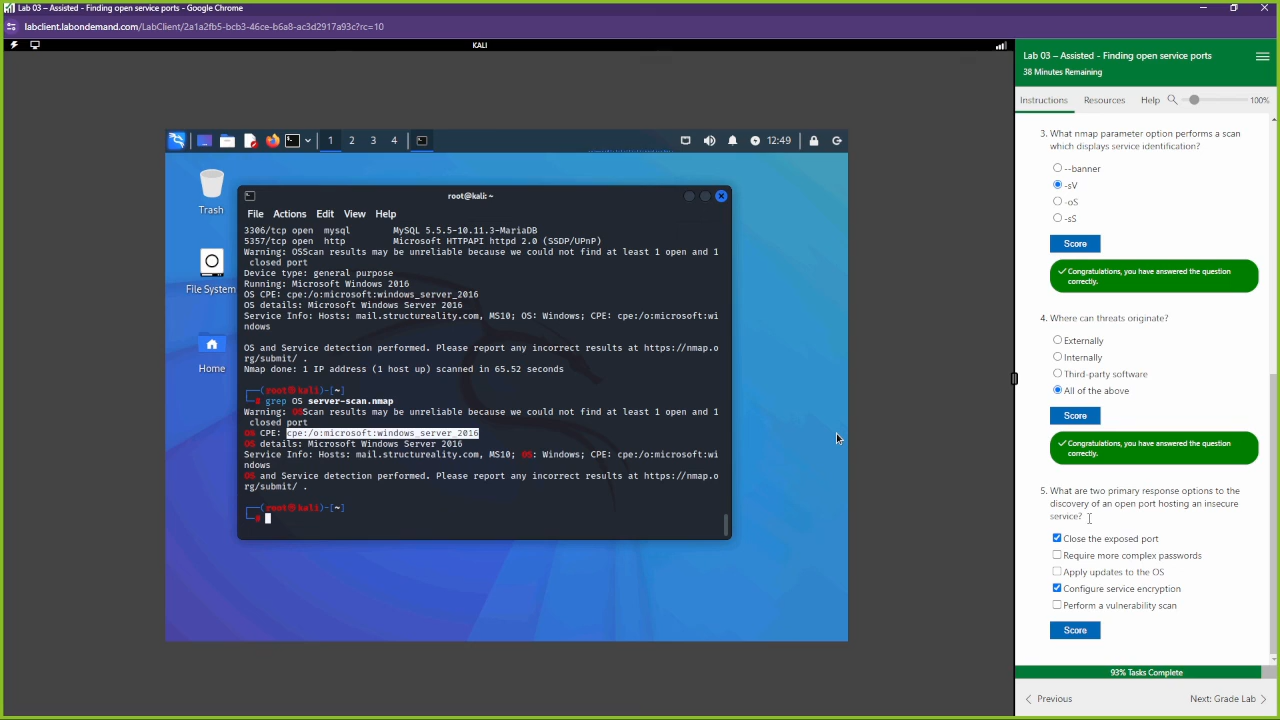 Lab 03 – Assisted - Finding open service ports - Google Chrome
labclient.labondemand.com/LabClient/2a1a2fb5-bcb3-46ce-b6a8-ac3d2917a93c?rc=10
KALI
1 2 3 4
12:49
Trash
File System
Home
root@kali: ~
File Actions Edit View Help
3306/tcp open  mysql       MySQL 5.5.5-10.11.3-MariaDB
5357/tcp open  http        Microsoft HTTPAPI httpd 2.0 (SSDP/UPnP)
Warning: OSScan results may be unreliable because we could not find at least 1 open and 1
closed port
Device type: general purpose
Running: Microsoft Windows 2016
OS CPE: cpe:/o:microsoft:windows_server_2016
OS details: Microsoft Windows Server 2016
Service Info: Hosts: mail.structureality.com, MS10; OS: Windows; CPE: cpe:/o:microsoft:wi
ndows
OS and Service detection performed. Please report any incorrect results at https://nmap.o
rg/submit/ .
Nmap done: 1 IP address (1 host up) scanned in 65.52 seconds
(root@kali)-[~]
# grep OS server-scan.nmap
Warning: OSScan results may be unreliable because we could not find at least 1 open and 1
closed port
OS CPE: cpe:/o:microsoft:windows_server_2016
OS details: Microsoft Windows Server 2016
Service Info: Hosts: mail.structureality.com, MS10; OS: Windows; CPE: cpe:/o:microsoft:wi
ndows
OS and Service detection performed. Please report any incorrect results at https://nmap.o
rg/submit/ .
(root@kali)-[~]
#
Lab 03 – Assisted - Finding open service ports
38 Minutes Remaining
Instructions Resources Help 100%
3. What nmap parameter option performs a scan
which displays service identification?
--banner
-sV
-oS
-sS
Score
Congratulations, you have answered the question
correctly.
4. Where can threats originate?
Externally
Internally
Third-party software
All of the above
Score
Congratulations, you have answered the question
correctly.
5. What are two primary response options to the
discovery of an open port hosting an insecure
service?
Close the exposed port
Require more complex passwords
Apply updates to the OS
Configure service encryption
Perform a vulnerability scan
Score
93% Tasks Complete
Previous
Next: Grade Lab